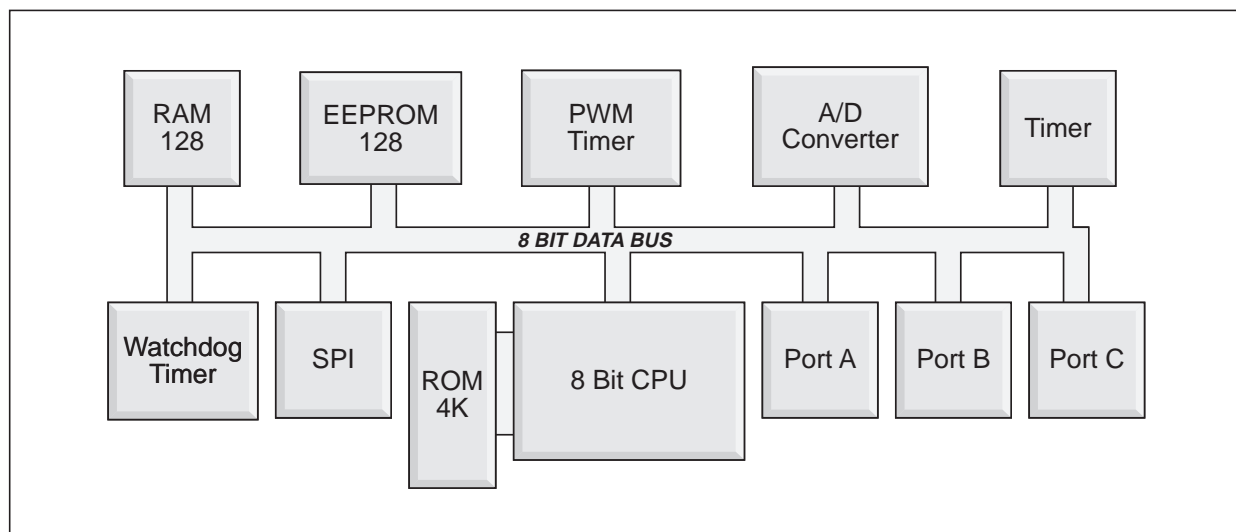 RAM
128
EEPROM
128
PWM
Timer
A/D
Converter
Timer
8 BIT DATA BUS
Watchdog
Timer
SPI
ROM
4K
8 Bit CPU
Port A
Port B
Port C